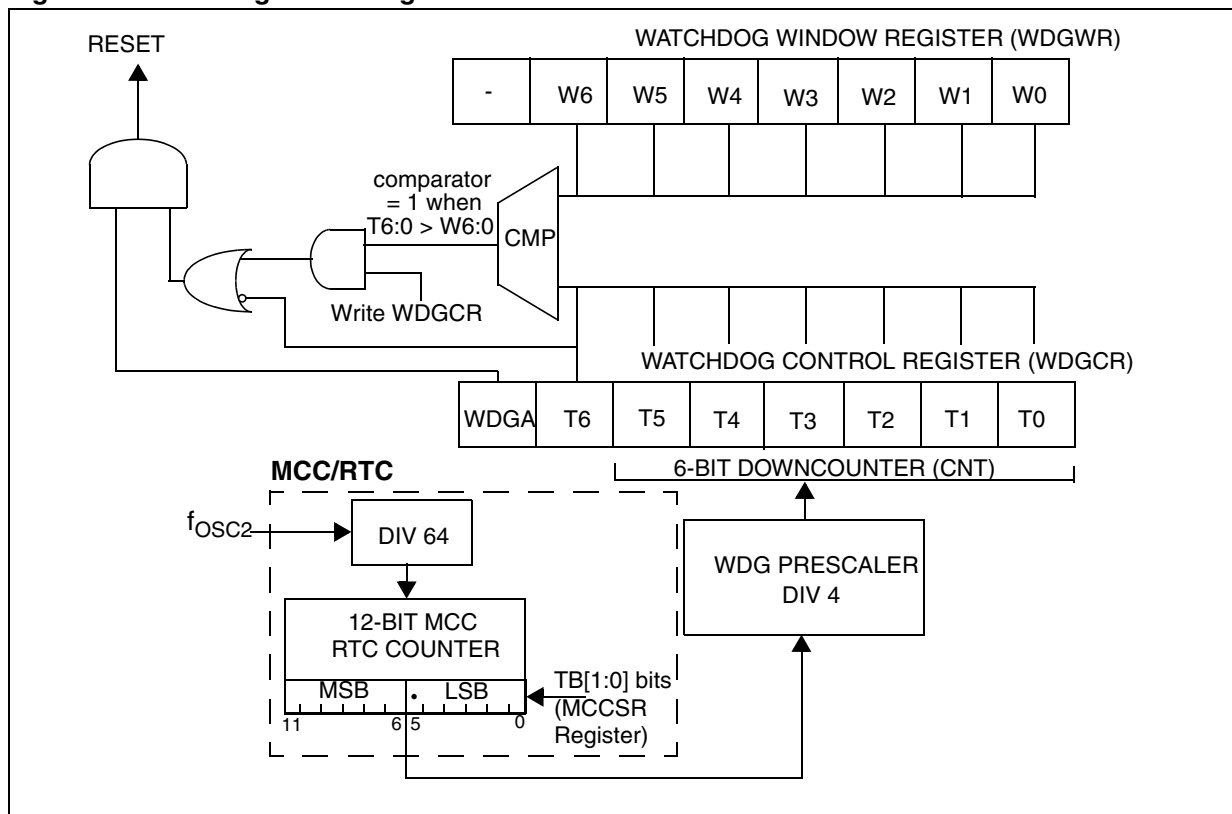 RESET
WATCHDOG WINDOW REGISTER (WDGWR)
- W6 W5 W4 W3 W2 W1 W0
comparator
= 1 when
T6:0 > W6:0
CMP
Write WDGCR
WATCHDOG CONTROL REGISTER (WDGCR)
WDGA T6 T5 T4 T3 T2 T1 T0
6-BIT DOWNCOUNTER (CNT)
MCC/RTC
fOSC2
DIV 64
WDG PRESCALER
DIV 4
12-BIT MCC
RTC COUNTER
MSB LSB
11 6 5 0
TB[1:0] bits
(MCCSR
Register)